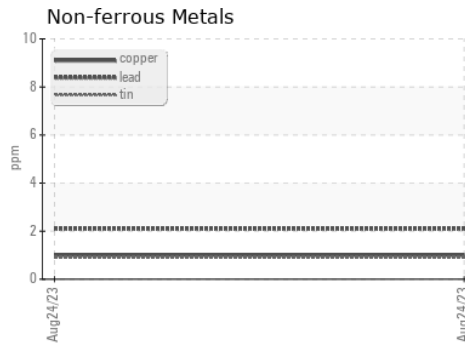 Non-ferrous Metals
10
8
6
4
2
0
ppm
copper
lead
tin
Aug24/23
Aug24/23